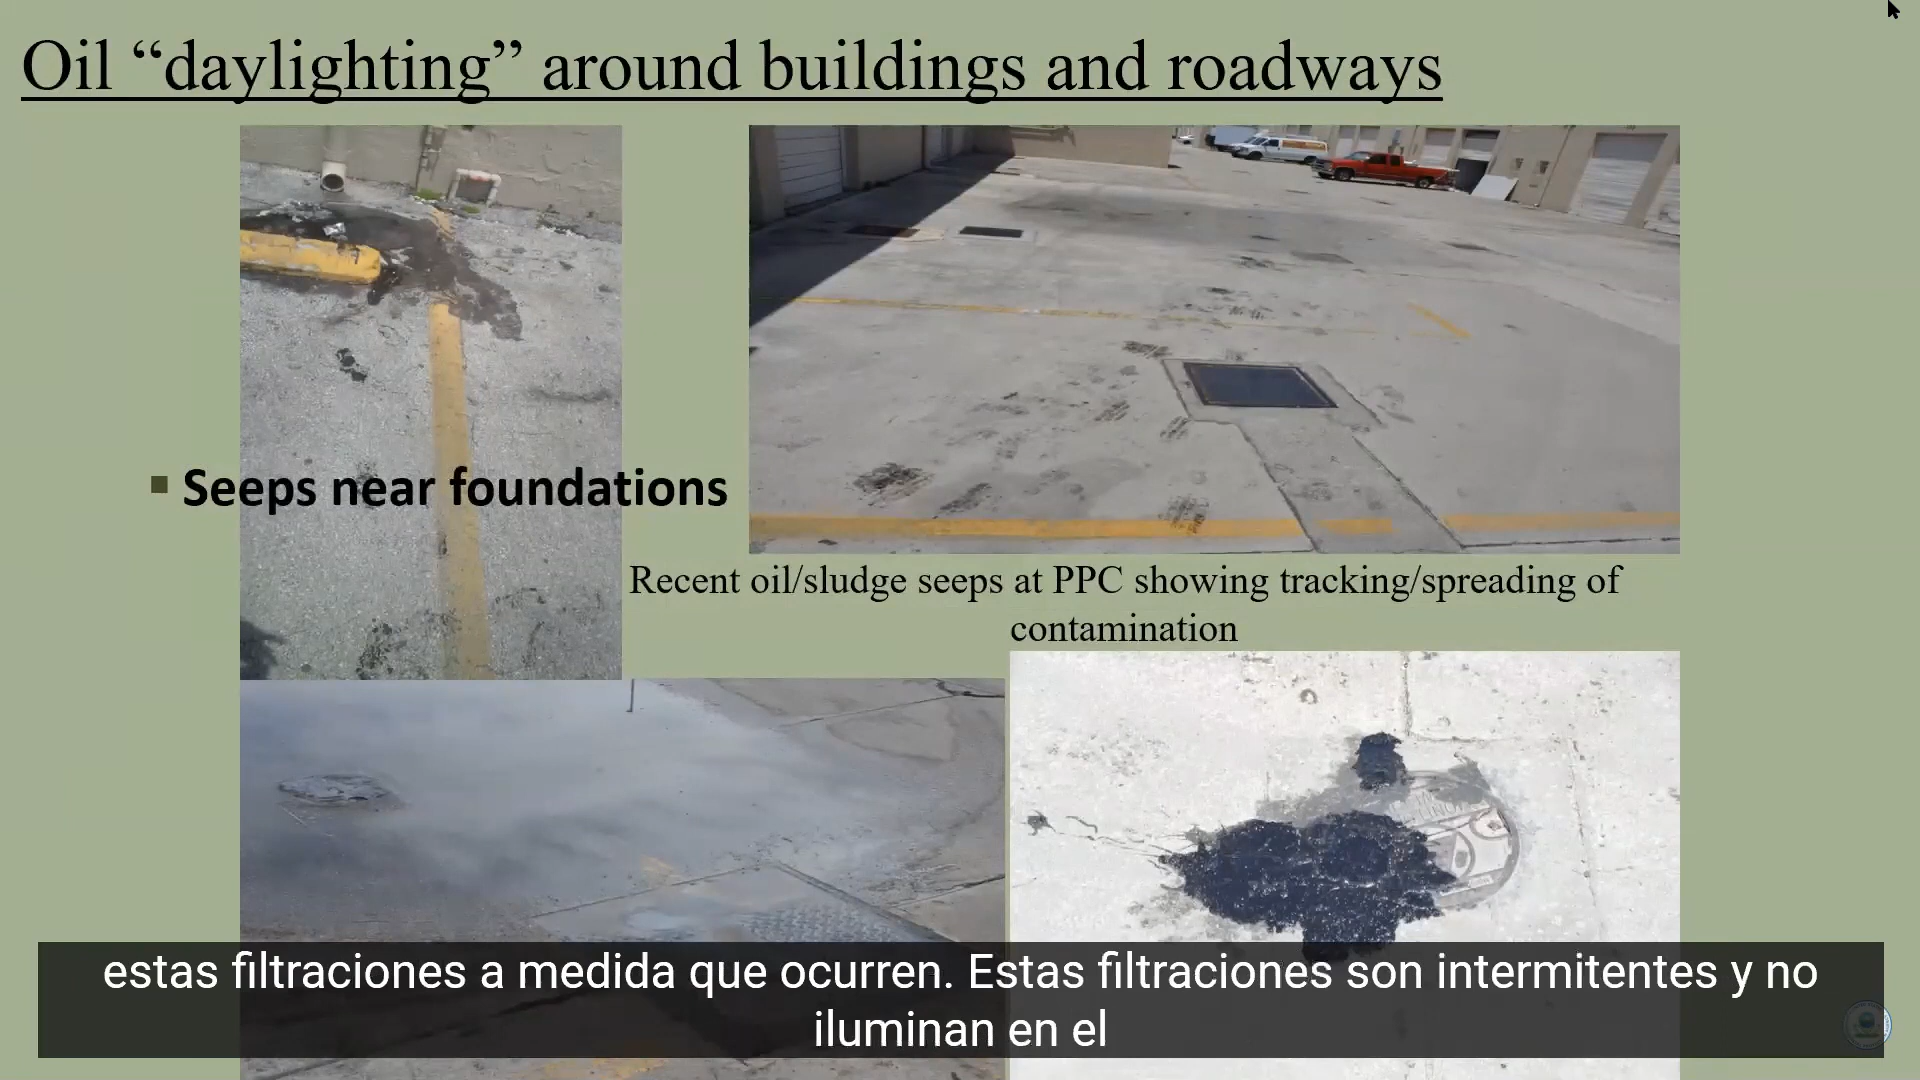 Oil “daylighting” around buildings and roadways
▪ Seeps near foundations
Recent oil/sludge seeps at PPC showing tracking/spreading of
contamination
estas filtraciones a medida que ocurren. Estas filtraciones son intermitentes y no
iluminan en el